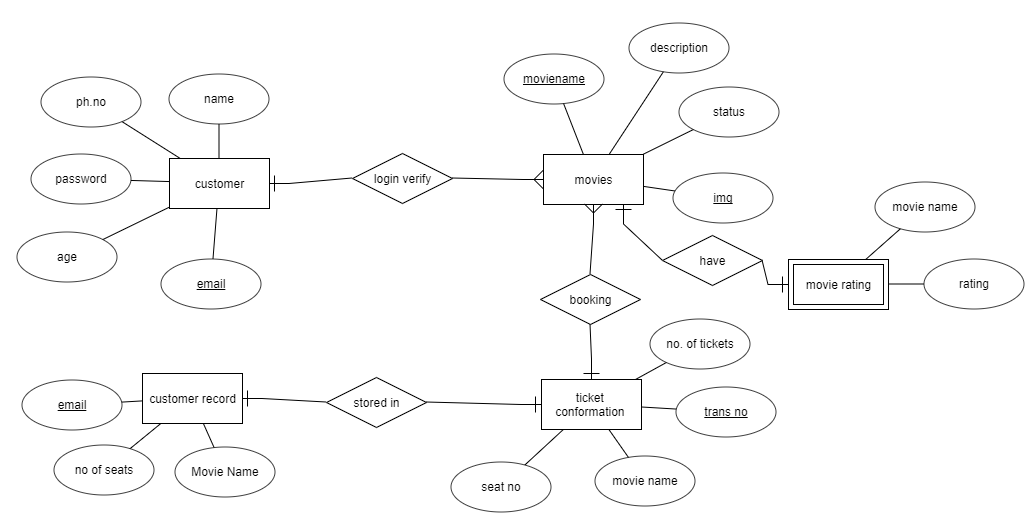 description
moviename
ph.no
name
status
password
customer
login verify
movies
img
movie name
age
email
have
movie rating
rating
booking
no. of tickets
customer record
stored in
ticket
conformation
email
trans no
no of seats
Movie Name
seat no
movie name